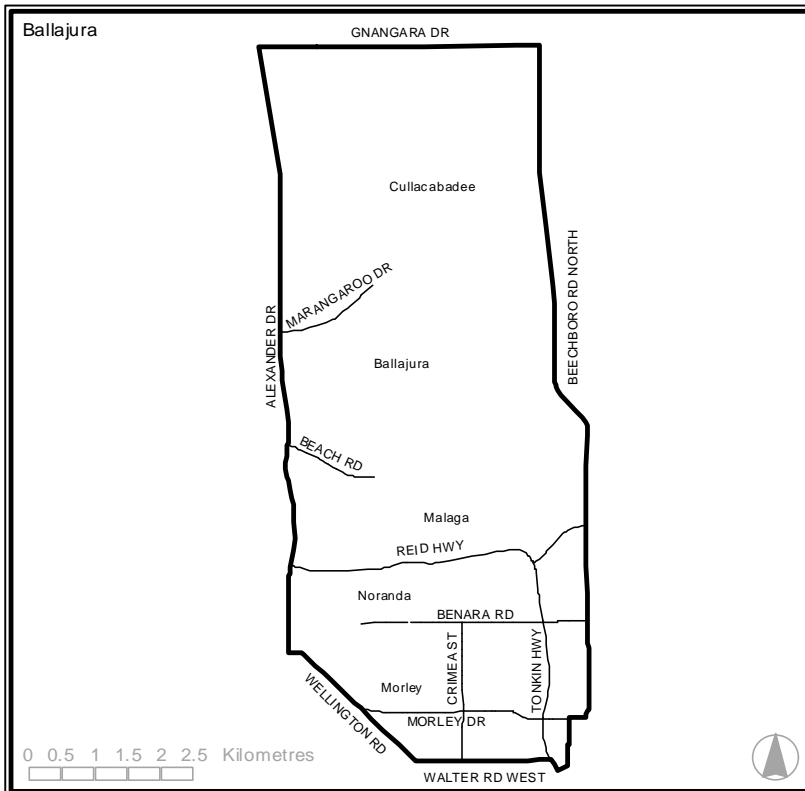 Ballajura
GNANGARA DR
Cullacabadee
BEECHBORO RD NORTH
MARANGAROO DR
ALEXANDER DR
Ballajura
BEACH RD
Malaga
REID HWY
Noranda
BENARA RD
CRIMEA ST
TONKIN HWY
Morley
WELLINGTON RD
MORLEY DR
0 0.5 1 1.5 2 2.5 Kilometres
WALTER RD WEST